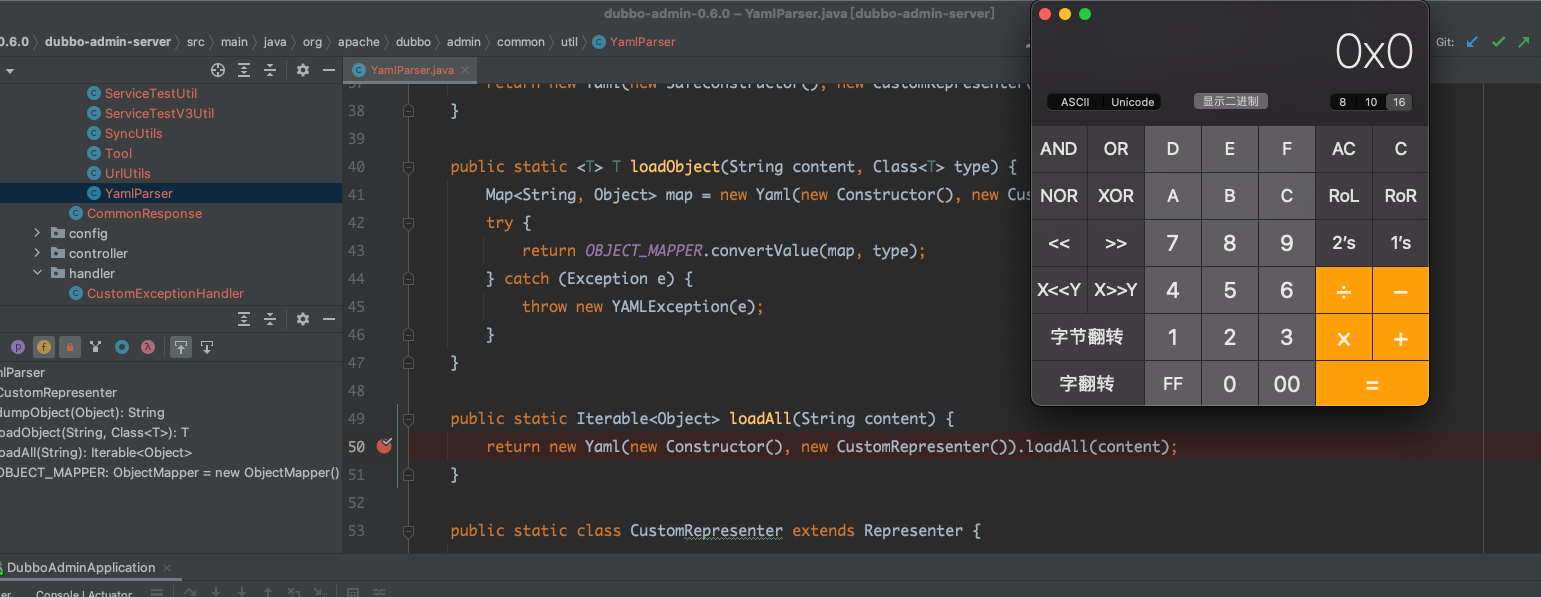 dubbo-admin-0.6.0 – YamlParser.java [dubbo-admin-server]
0.6.0 dubbo-admin-server src main java org apache dubbo admin common util YamlParser
Git:
YamlParser.java
ServiceTestUtil
ServiceTestV3Util
SyncUtils
Tool
UrlUtils
YamlParser
CommonResponse
config
controller
handler
CustomExceptionHandler
lParser
CustomRepresenter
dumpObject(Object): String
oadObject(String, Class<T>): T
oadAll(String): Iterable<Object>
OBJECT_MAPPER: ObjectMapper = new ObjectMapper()
37 return new Yaml(new SafeConstructor(), new CustomRepresenter(
38 }
39
40 public static <T> T loadObject(String content, Class<T> type) {
41 Map<String, Object> map = new Yaml(new Constructor(), new Cus
42 try {
43 return OBJECT_MAPPER.convertValue(map, type);
44 } catch (Exception e) {
45 throw new YAMLException(e);
46 }
47 }
48
49 public static Iterable<Object> loadAll(String content) {
50 return new Yaml(new Constructor(), new CustomRepresenter()).loadAll(content);
51 }
52
53 public static class CustomRepresenter extends Representer {
0x0
ASCII Unicode 显示二进制 8 10 16
AND OR D E F AC C
NOR XOR A B C RoL RoR
<< >> 7 8 9 2's 1's
X<<Y X>>Y 4 5 6 ÷ −
字节翻转 1 2 3 × +
字翻转 FF 0 00 =
DubboAdminApplication
er Console | Actuator